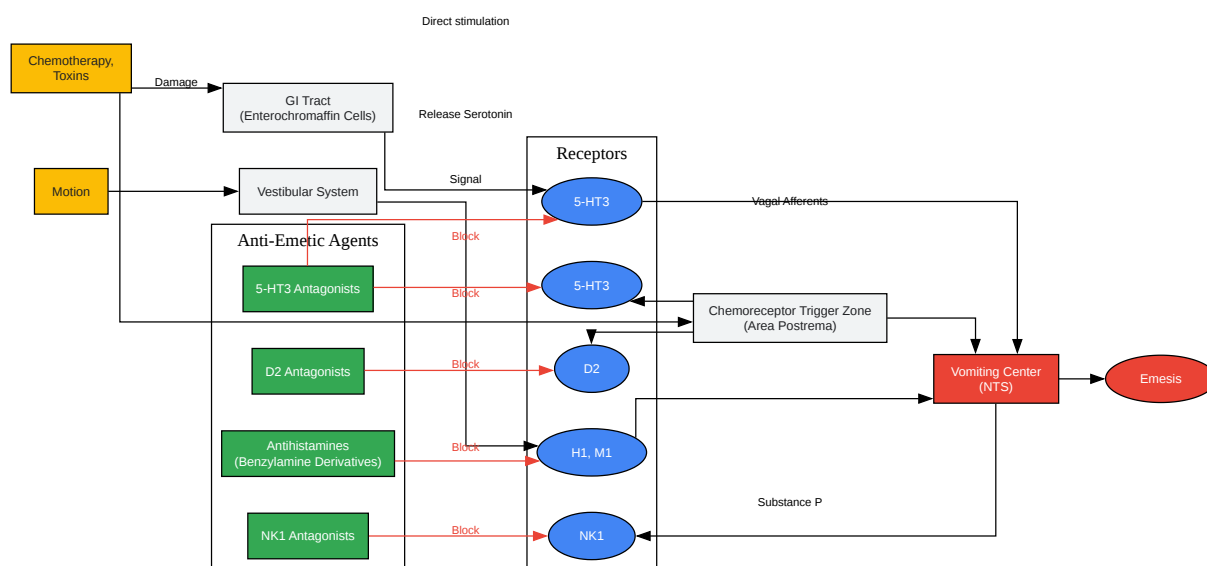 Direct stimulation
Chemotherapy,
Toxins
Damage
GI Tract
(Enterochromaffin Cells)
Release Serotonin
Receptors
Motion
Vestibular System
Signal
5-HT3
Vagal Afferents
Anti-Emetic Agents
Block
5-HT3 Antagonists
Block
5-HT3
Chemoreceptor Trigger Zone
(Area Postrema)
D2 Antagonists
Block
D2
Vomiting Center
(NTS)
Emesis
Antihistamines
(Benzylamine Derivatives)
Block
H1, M1
Substance P
NK1 Antagonists
Block
NK1